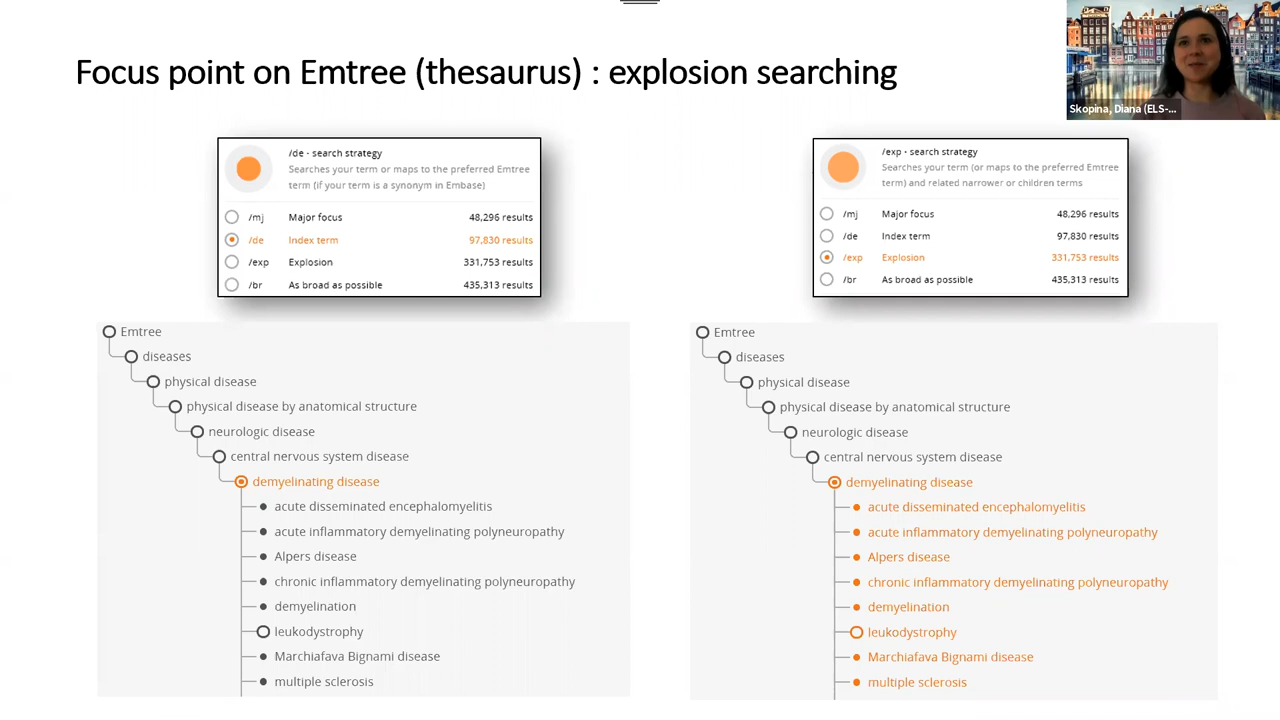 Focus point on Emtree (thesaurus) : explosion searching
Skopina, Diana (ELS-...
/de - search strategy
Searches your term or maps to the preferred Emtree
term (if your term is a synonym in Embase)
/mj Major focus 48,296 results
/de Index term 97,830 results
/exp Explosion 331,753 results
/br As broad as possible 435,313 results
/exp - search strategy
Searches your term (or maps to the preferred Emtree
term) and related narrower or children terms
/mj Major focus 48,296 results
/de Index term 97,830 results
/exp Explosion 331,753 results
/br As broad as possible 435,313 results
Emtree
diseases
physical disease
physical disease by anatomical structure
neurologic disease
central nervous system disease
demyelinating disease
acute disseminated encephalomyelitis
acute inflammatory demyelinating polyneuropathy
Alpers disease
chronic inflammatory demyelinating polyneuropathy
demyelination
leukodystrophy
Marchiafava Bignami disease
multiple sclerosis
Emtree
diseases
physical disease
physical disease by anatomical structure
neurologic disease
central nervous system disease
demyelinating disease
acute disseminated encephalomyelitis
acute inflammatory demyelinating polyneuropathy
Alpers disease
chronic inflammatory demyelinating polyneuropathy
demyelination
leukodystrophy
Marchiafava Bignami disease
multiple sclerosis